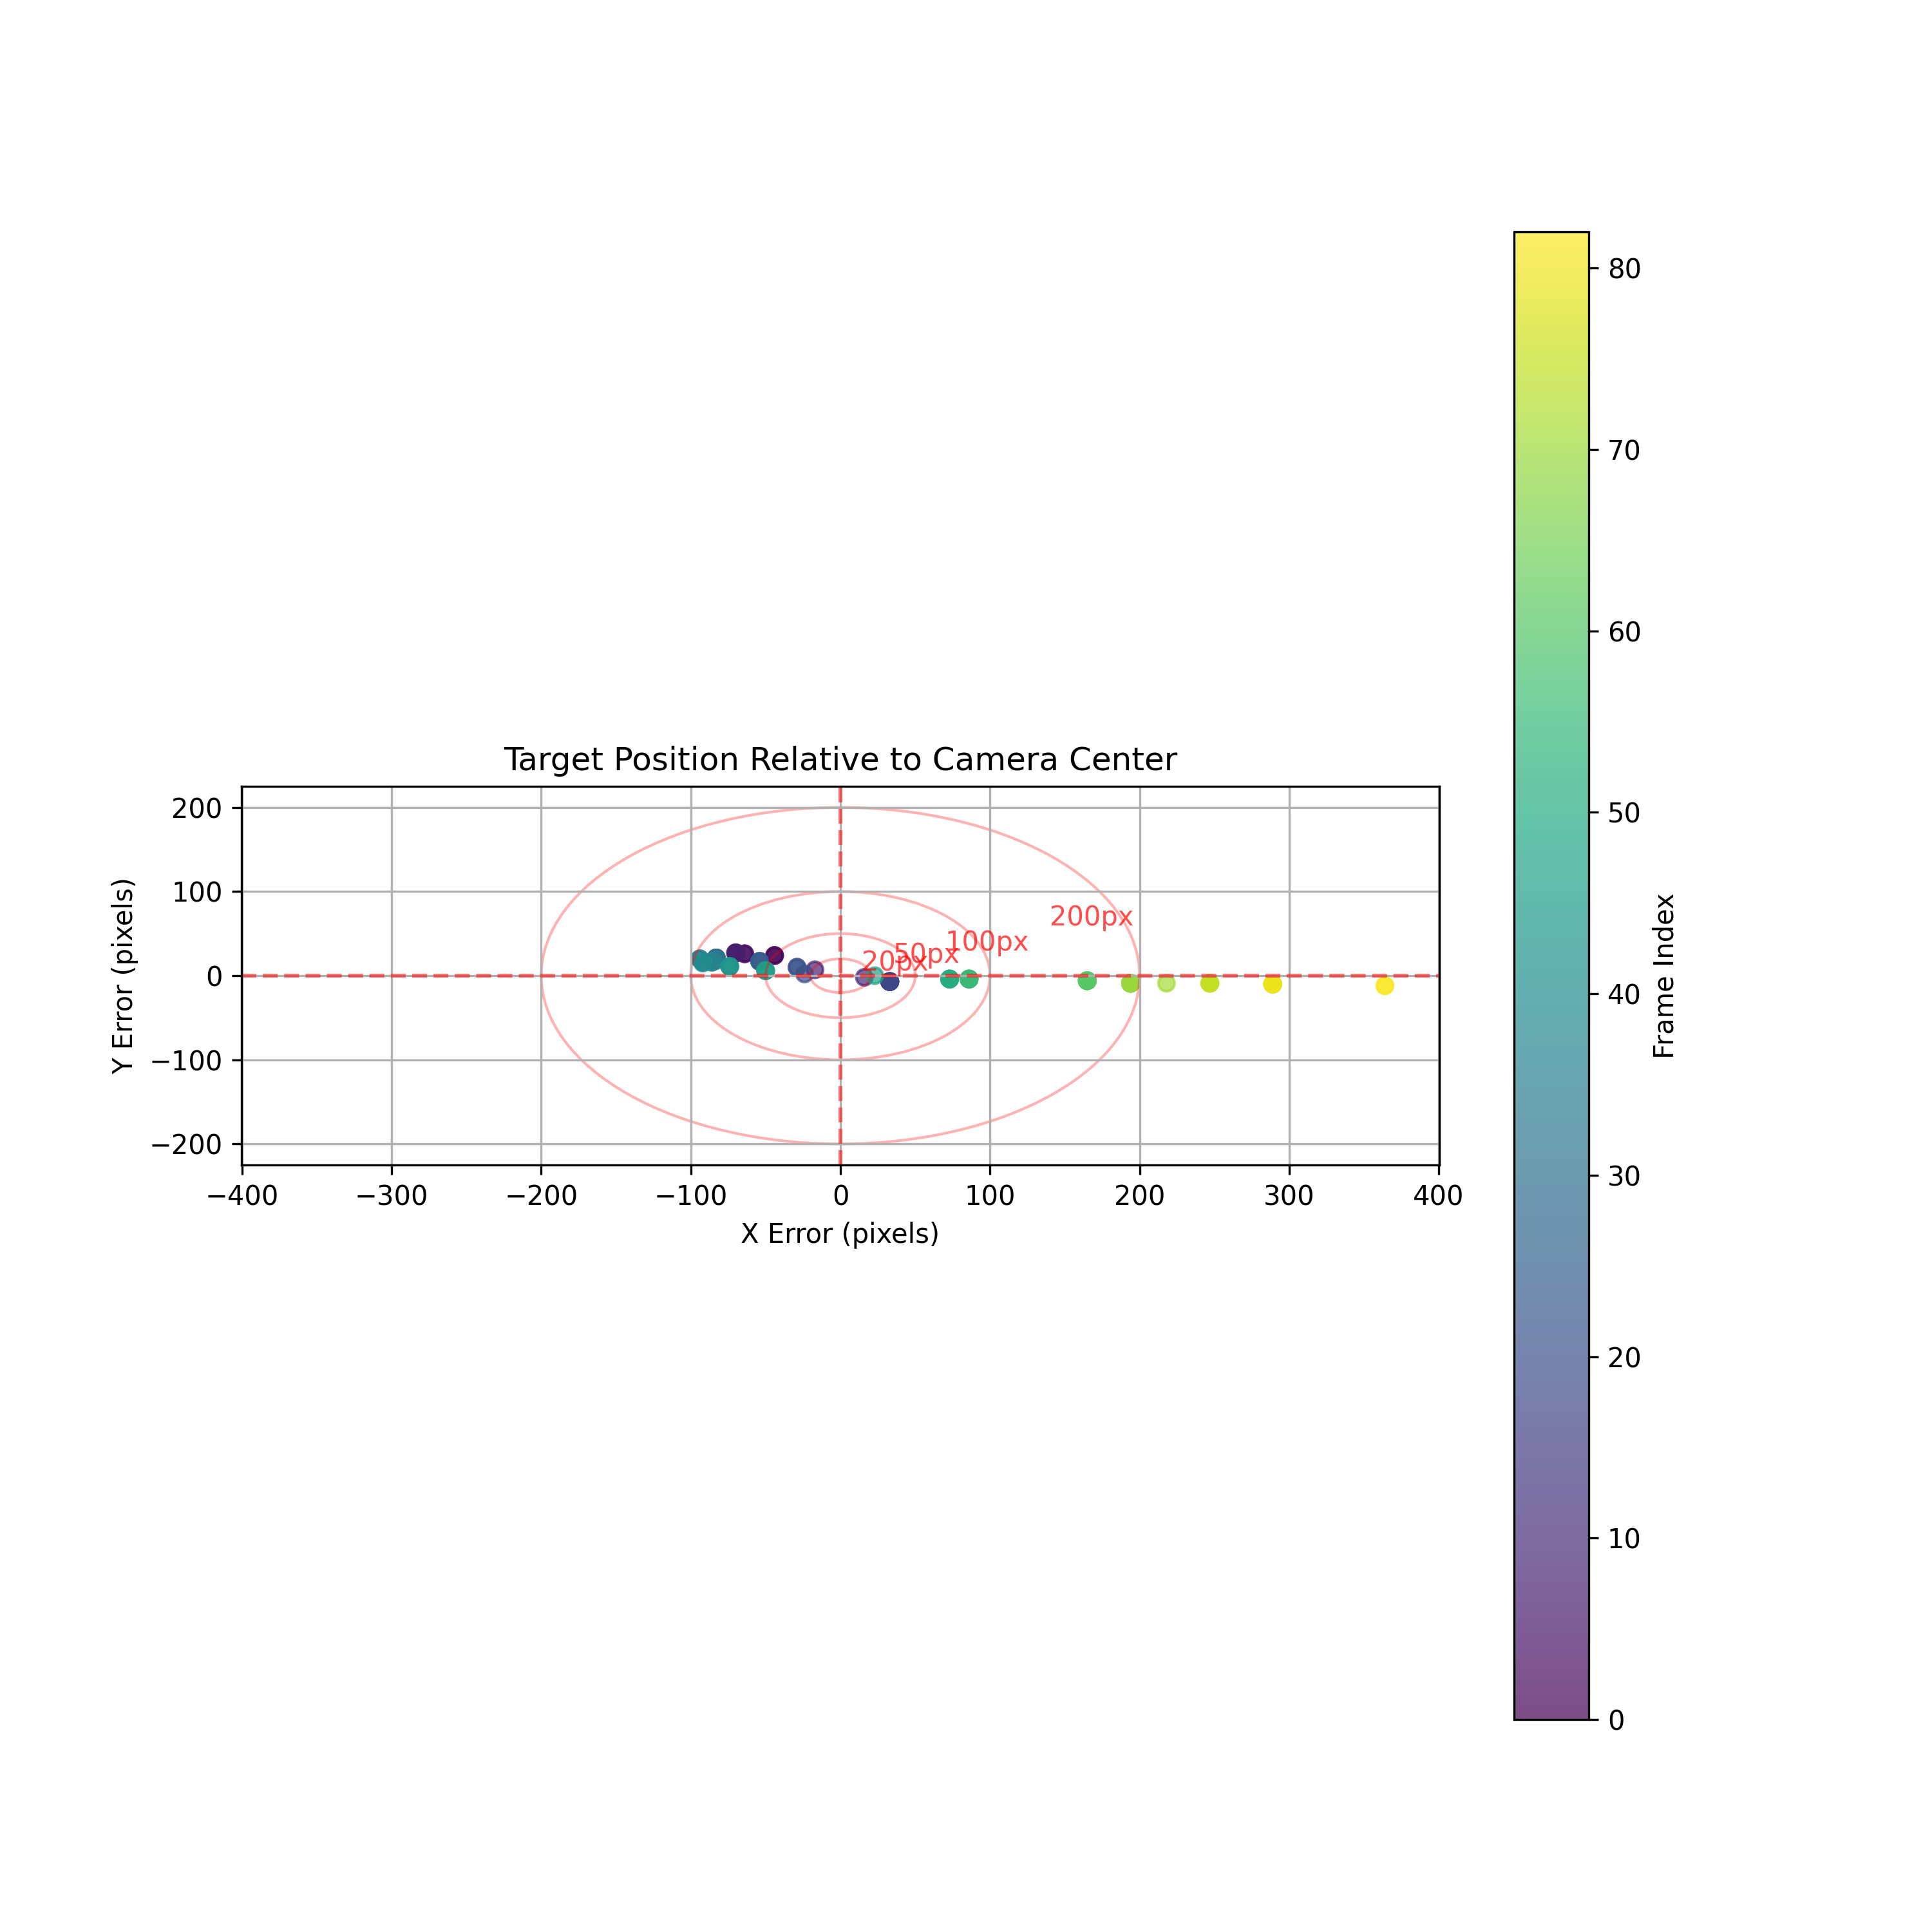 Target Position Relative to Camera Center
Y Error (pixels)
200
100
0
−100
−200
200px
100px
50px
20px
−400 −300 −200 −100 0 100 200 300 400
X Error (pixels)
80
70
60
50
40
30
20
10
0
Frame Index